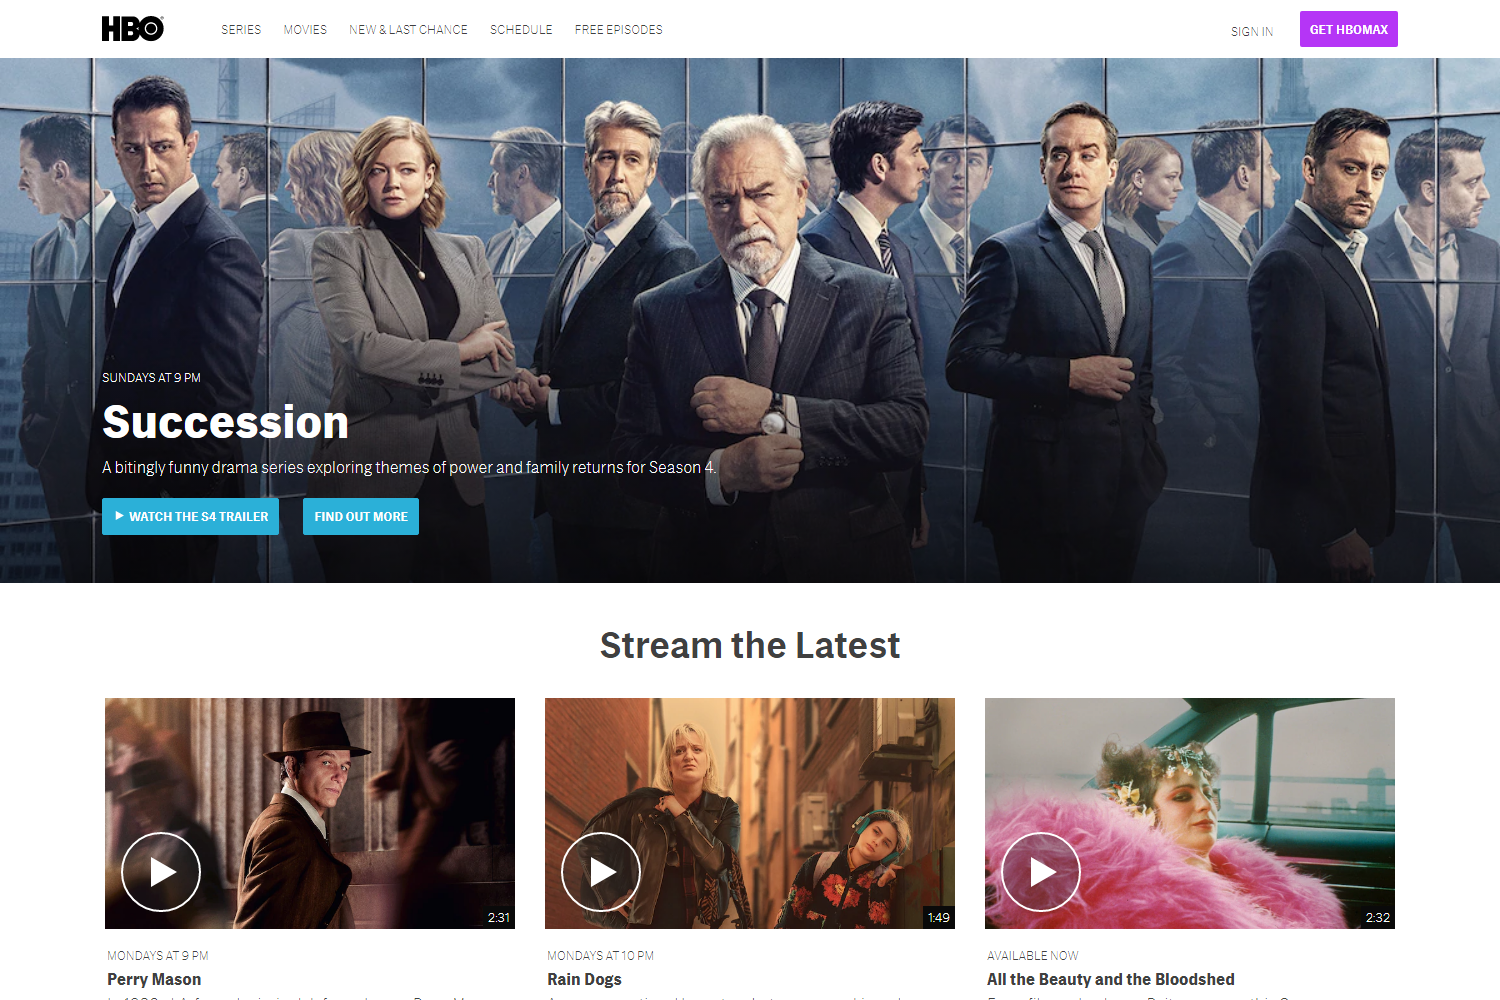 HBO
SERIES
MOVIES
NEW & LAST CHANCE
SCHEDULE
FREE EPISODES
SIGN IN
GET HBOMAX
SUNDAYS AT 9 PM
Succession
A bitingly funny drama series exploring themes of power and family returns for Season 4.
WATCH THE S4 TRAILER
FIND OUT MORE
Stream the Latest
2:31
MONDAYS AT 9 PM
Perry Mason
1:49
MONDAYS AT 10 PM
Rain Dogs
2:32
AVAILABLE NOW
All the Beauty and the Bloodshed